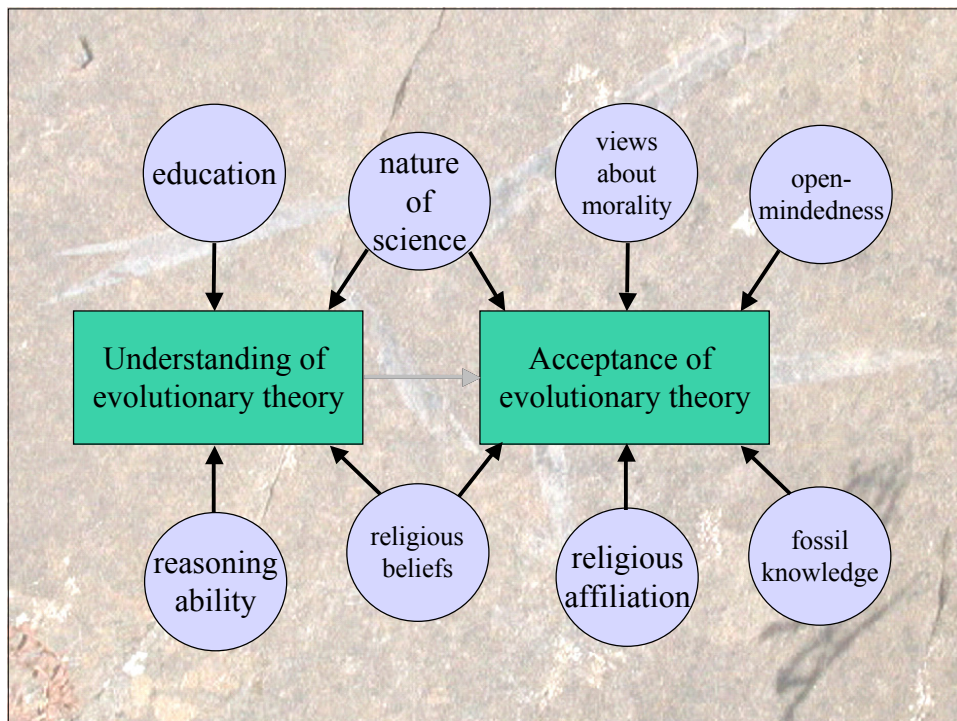 education
nature
of
science
views
about
morality
open-
mindedness
Understanding of
evolutionary theory
Acceptance of
evolutionary theory
reasoning
ability
religious
beliefs
religious
affiliation
fossil
knowledge